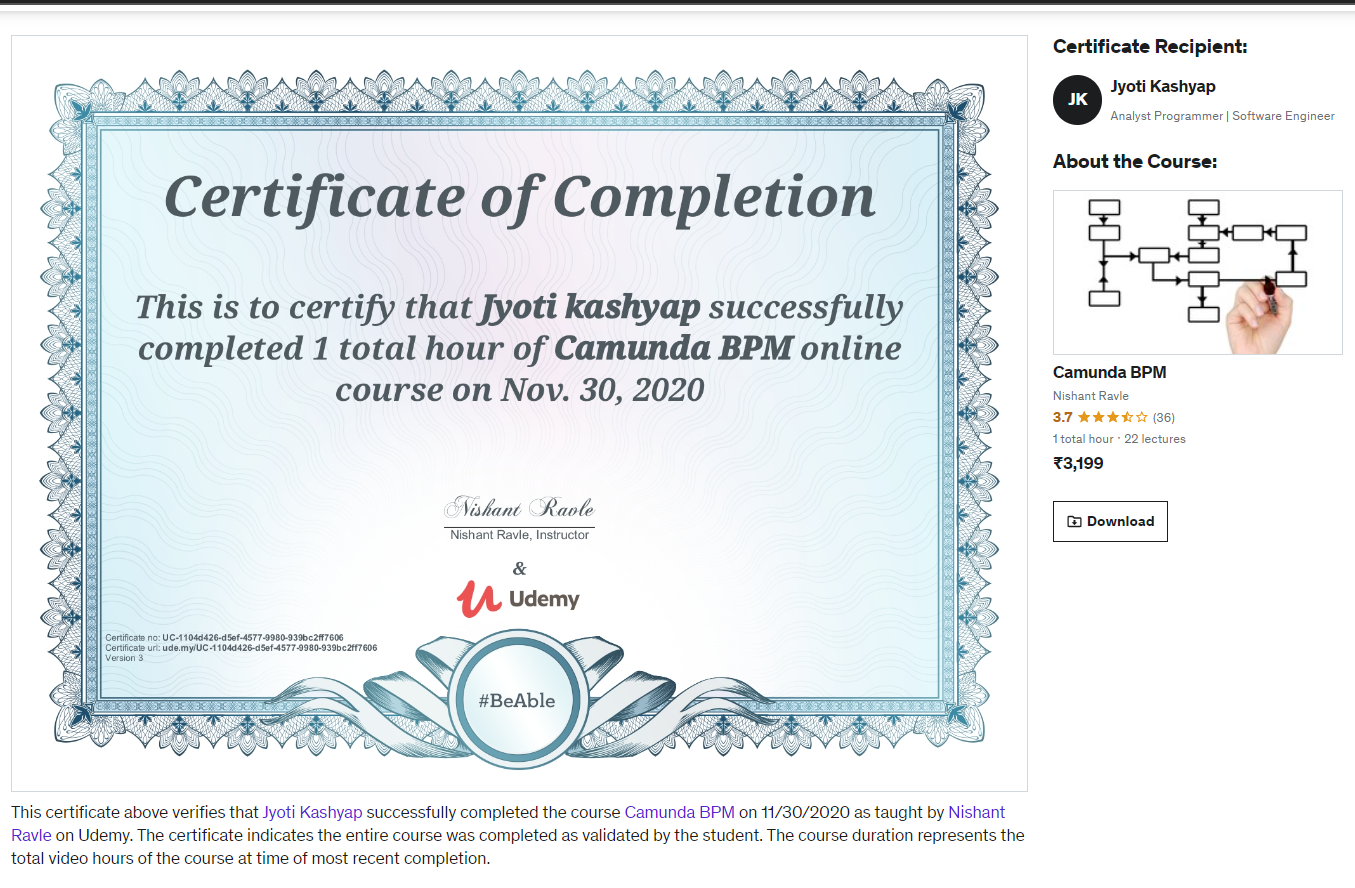 Certificate of Completion
This is to certify that Jyoti kashyap successfully
completed 1 total hour of Camunda BPM online
course on Nov. 30, 2020
Nishant Ravle
Nishant Ravle, Instructor
&
Udemy
Certificate no: UC-1104d426-d5ef-4577-9980-939bc2ff7606
Certificate url: ude.my/UC-1104d426-d5ef-4577-9980-939bc2ff7606
Version 3
#BeAble
This certificate above verifies that Jyoti Kashyap successfully completed the course Camunda BPM on 11/30/2020 as taught by Nishant
Ravle on Udemy. The certificate indicates the entire course was completed as validated by the student. The course duration represents the
total video hours of the course at time of most recent completion.
Certificate Recipient:
JK
Jyoti Kashyap
Analyst Programmer | Software Engineer
About the Course:
Camunda BPM
Nishant Ravle
3.7 (36)
1 total hour · 22 lectures
₹3,199
Download